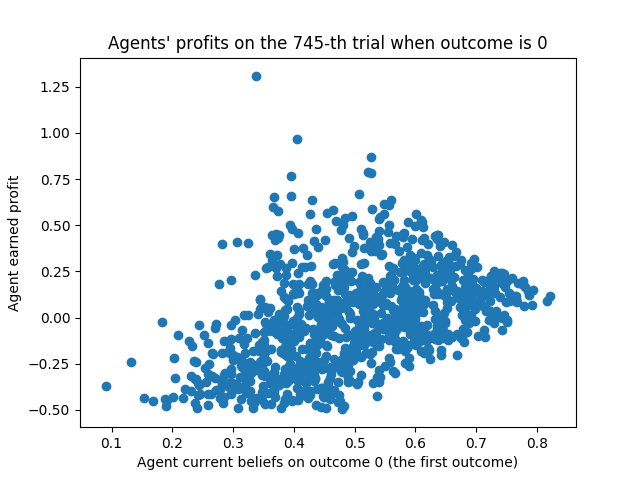 Agents' profits on the 745-th trial when outcome is 0
1.25
1.00
0.75
0.50
0.25
0.00
−0.25
−0.50
Agent earned profit
0.1 0.2 0.3 0.4 0.5 0.6 0.7 0.8
Agent current beliefs on outcome 0 (the first outcome)